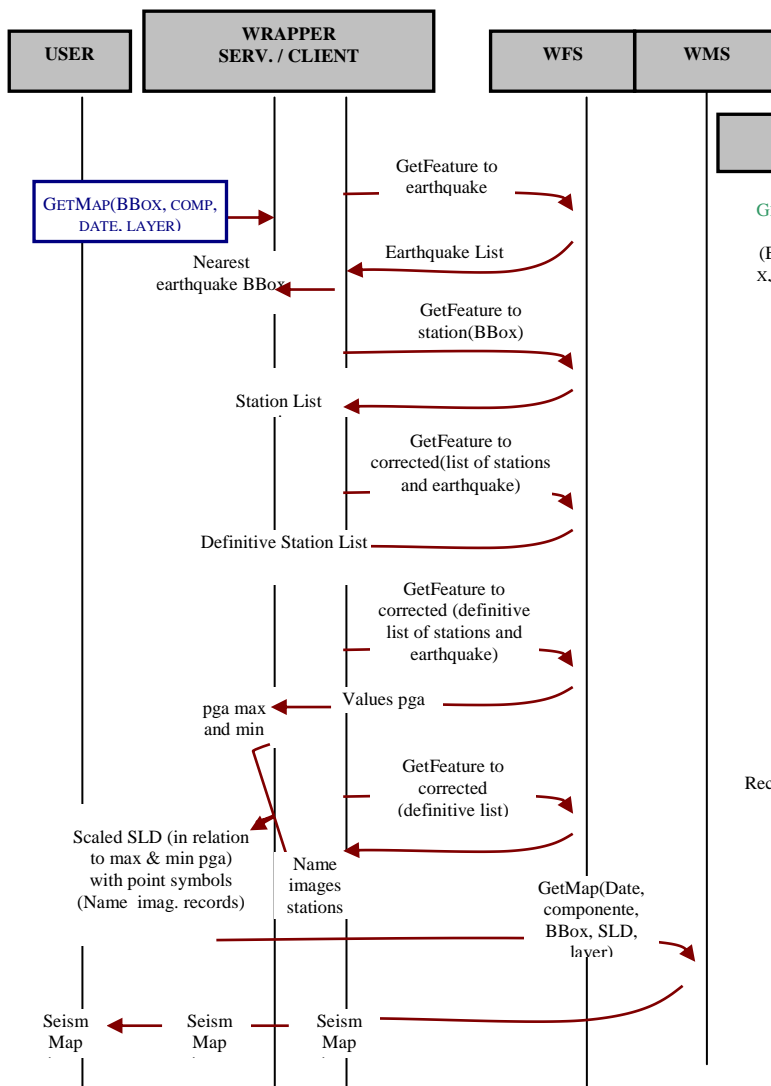 USER
WRAPPER
SERV. / CLIENT
WFS
WMS
GETMAP(BBOX, COMP,
DATE. LAYER)
GetFeature to
earthquake
Earthquake List
Nearest
earthquake BBox
GetFeature to
station(BBox)
Station List
GetFeature to
corrected(list of stations
and earthquake)
Definitive Station List
GetFeature to
corrected (definitive
list of stations and
earthquake)
Values pga
pga max
and min
GetFeature to
corrected
(definitive list)
Scaled SLD (in relation
to max & min pga)
with point symbols
(Name imag. records)
Name
images
stations
GetMap(Date,
componente,
BBox, SLD,
layer)
Seism
Map
Seism
Map
Seism
Map
Rec